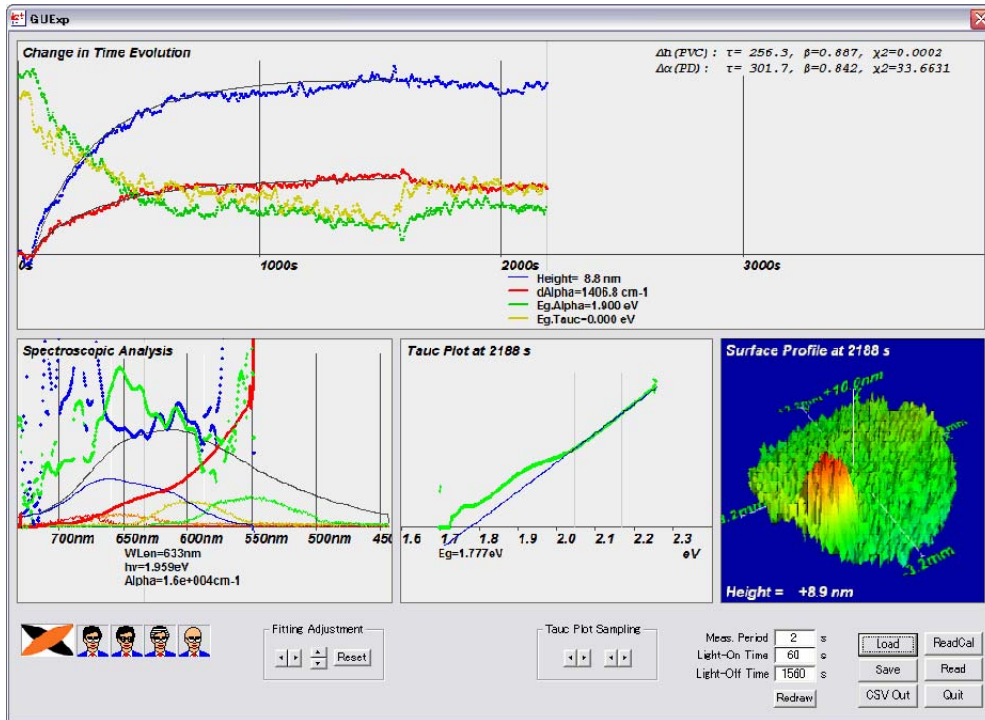 GUExp
Change in Time Evolution
Δh(PVC): τ= 256.3, β=0.887, χ2=0.0002
Δα(PD): τ= 301.7, β=0.842, χ2=33.6631
0s 1000s 2000s 3000s
Height= 8.8 nm
dAlpha=1406.8 cm-1
Eg.Alpha=1.900 eV
Eg.Tauc=0.000 eV
Spectroscopic Analysis
700nm 650nm 600nm 550nm 500nm 450
WLen=633nm
hv=1.959eV
Alpha=1.6e+004cm-1
Tauc Plot at 2188 s
1.6 1.7 1.8 1.9 2.0 2.1 2.2 2.3
eV
Eg=1.777eV
Surface Profile at 2188 s
+10.0nm
-3.2mm
Height = +8.9 nm
Fitting Adjustment
Reset
Tauc Plot Sampling
Meas. Period 2 s
Light-On Time 60 s
Light-Off Time 1560 s
Redraw
Load ReadCal
Save Read
CSV Out Quit